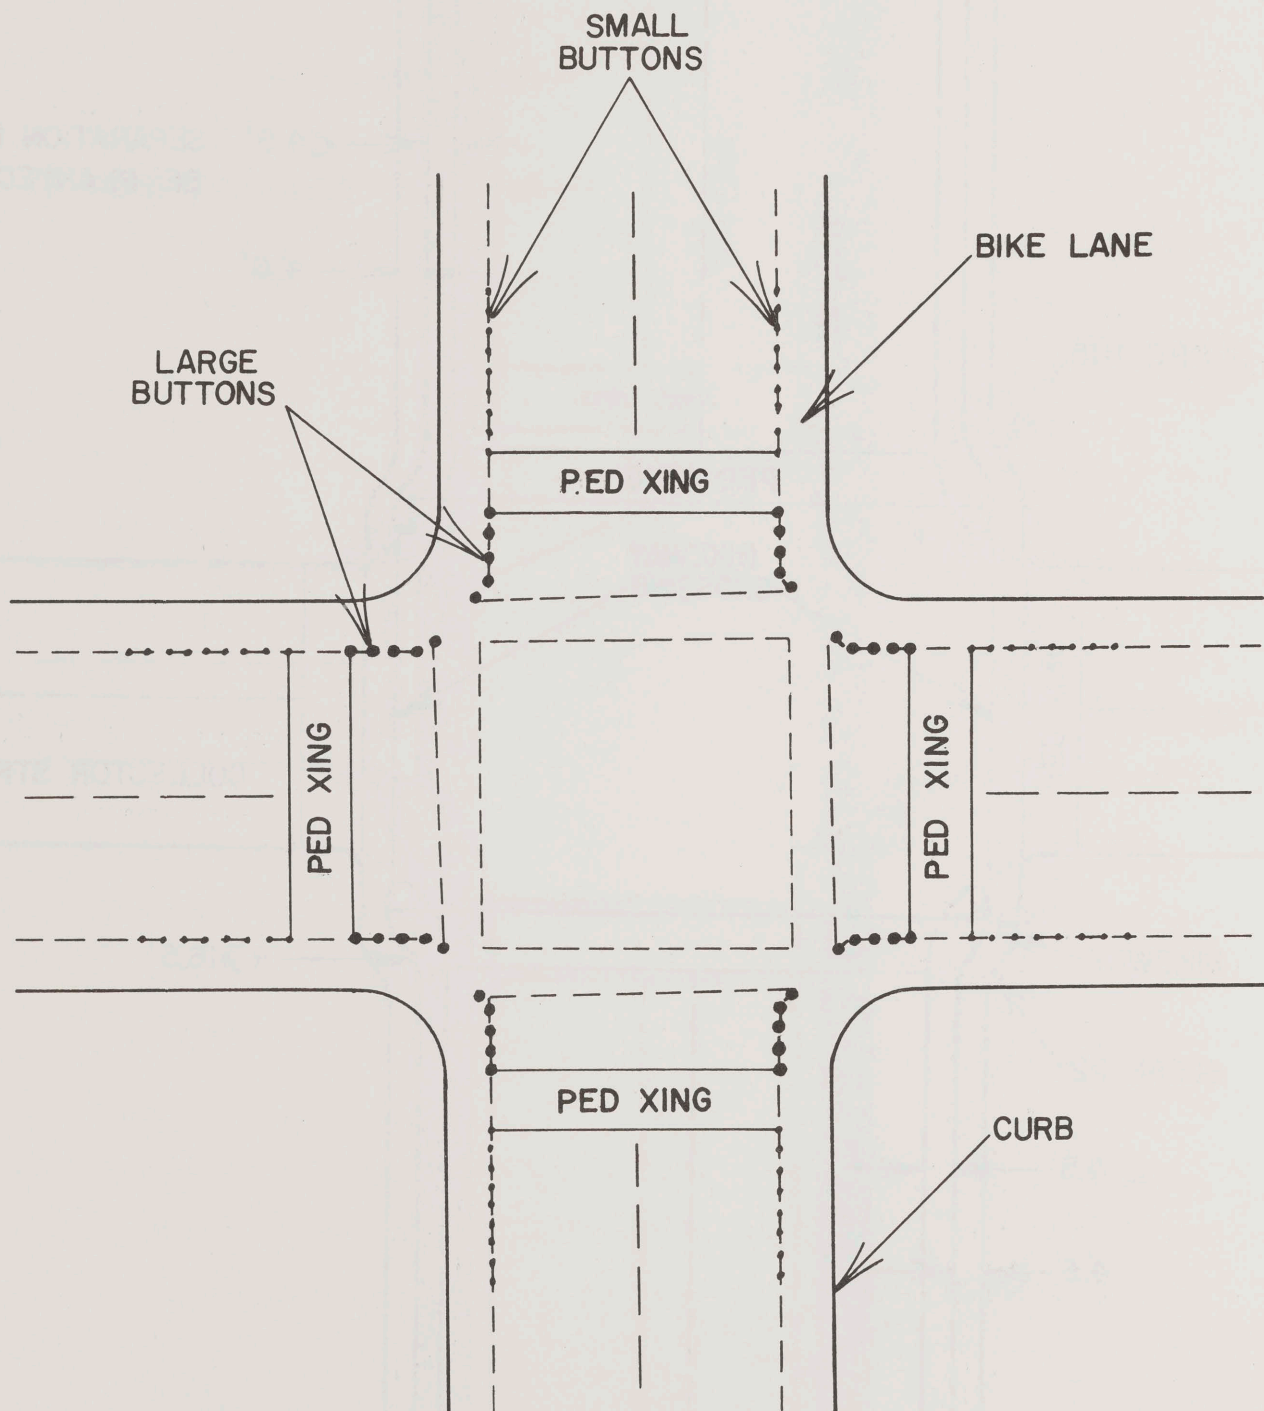 SMALL
BUTTONS
BIKE LANE
LARGE
BUTTONS
PED XING
PED XING
PED XING
PED XING
CURB